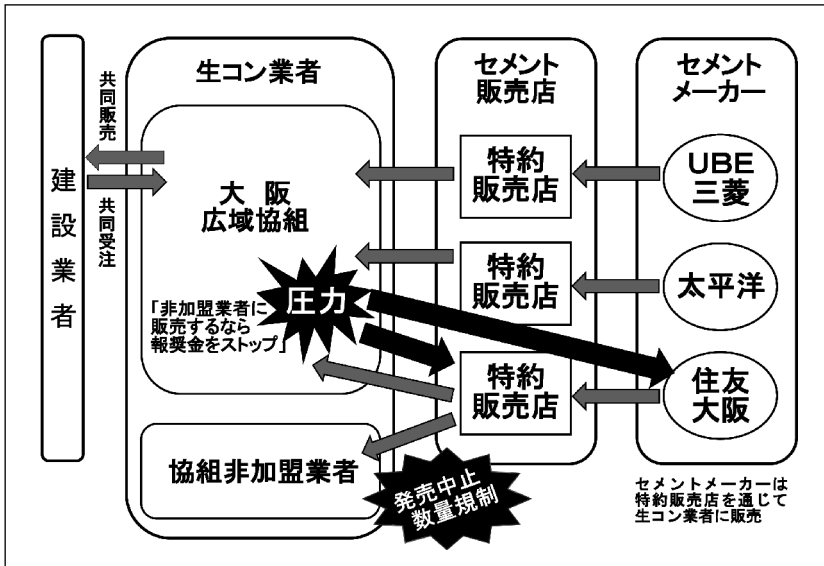 建設業者
共同販売
共同受注
生コン業者
大阪
広域協組
圧力
「非加盟業者に
販売するなら
報奨金をストップ」
協組非加盟業者
セメント
販売店
特約
販売店
特約
販売店
特約
販売店
発売中止
数量規制
セメント
メーカー
UBE
三菱
太平洋
住友
大阪
セメントメーカーは
特約販売店を通じて
生コン業者に販売